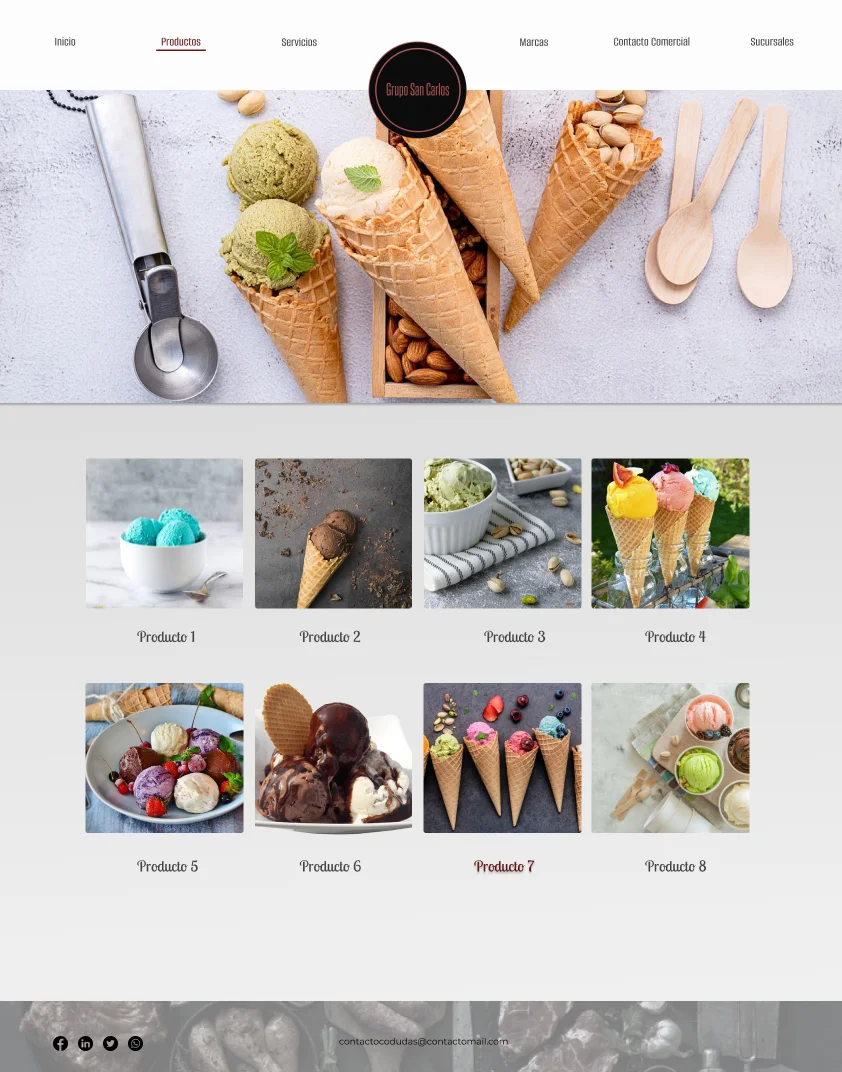 Inicio
Productos
Servicios
Marcas
Contacto Comercial
Sucursales
Grupo San Carlos
Producto 1
Producto 2
Producto 3
Producto 4
Producto 5
Producto 6
Producto 7
Producto 8
contactocodudas@contactomail.com